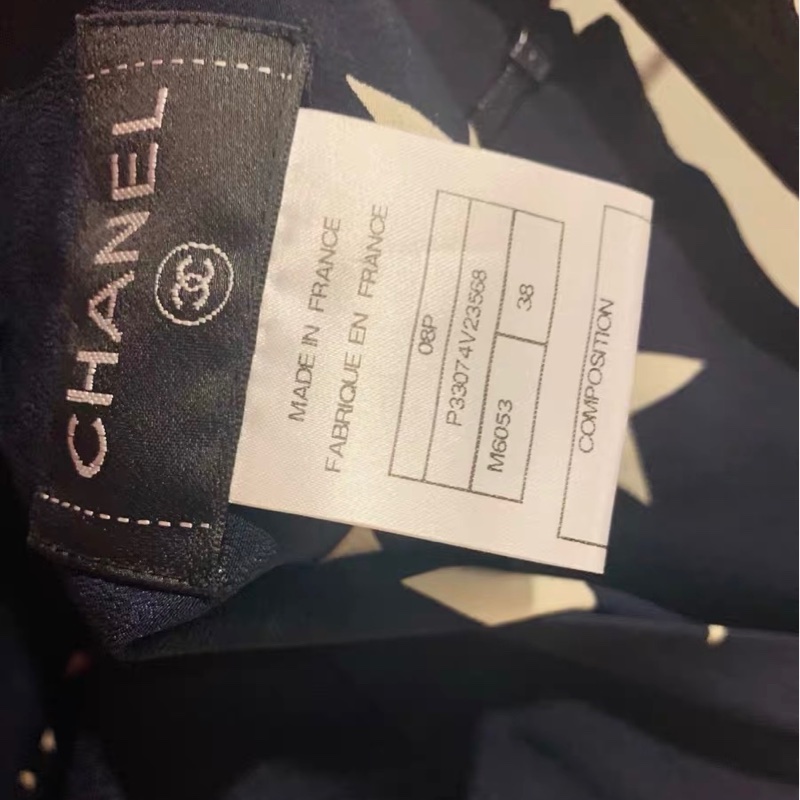 CHANEL
MADE IN FRANCE
FABRIQUE EN FRANCE
08P
P33074V23568
M6053 38
COMPOSITION